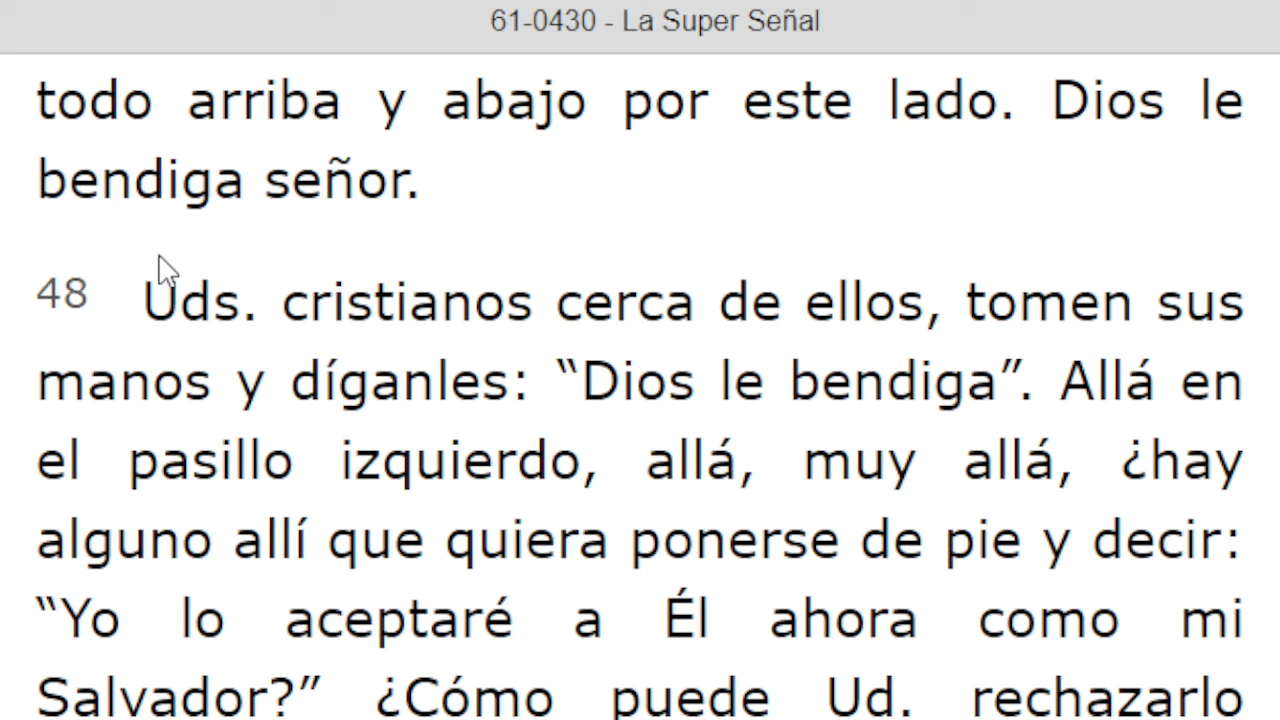 61-0430 - La Super Señal
todo arriba y abajo por este lado. Dios le
bendiga señor.
48 Uds. cristianos cerca de ellos, tomen sus
manos y díganles: “Dios le bendiga”. Allá en
el pasillo izquierdo, allá, muy allá, ¿hay
alguno allí que quiera ponerse de pie y decir:
“Yo lo aceptaré a Él ahora como mi
Salvador?” ¿Cómo puede Ud. rechazarlo